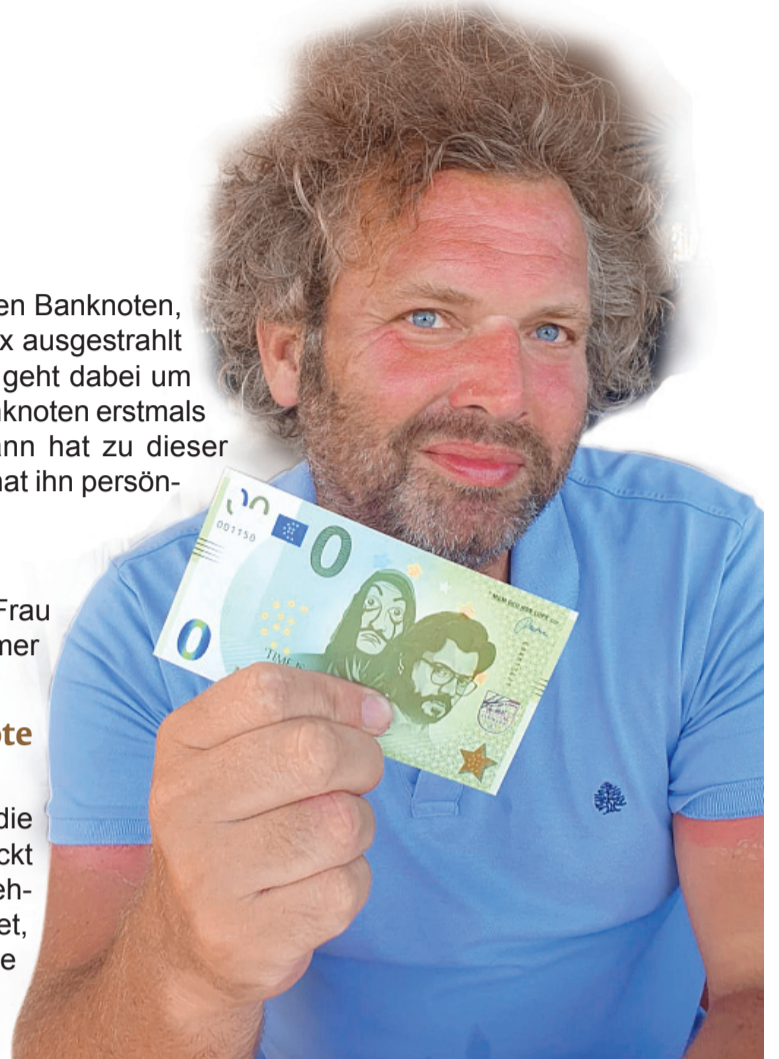 en Banknoten,
x ausgestrahlt
geht dabei um
knoten erstmals
ann hat zu dieser
hat ihn persön-
Frau
mer
te
die
ckt
eh-
et,
e
001150
0
0
TIME IS